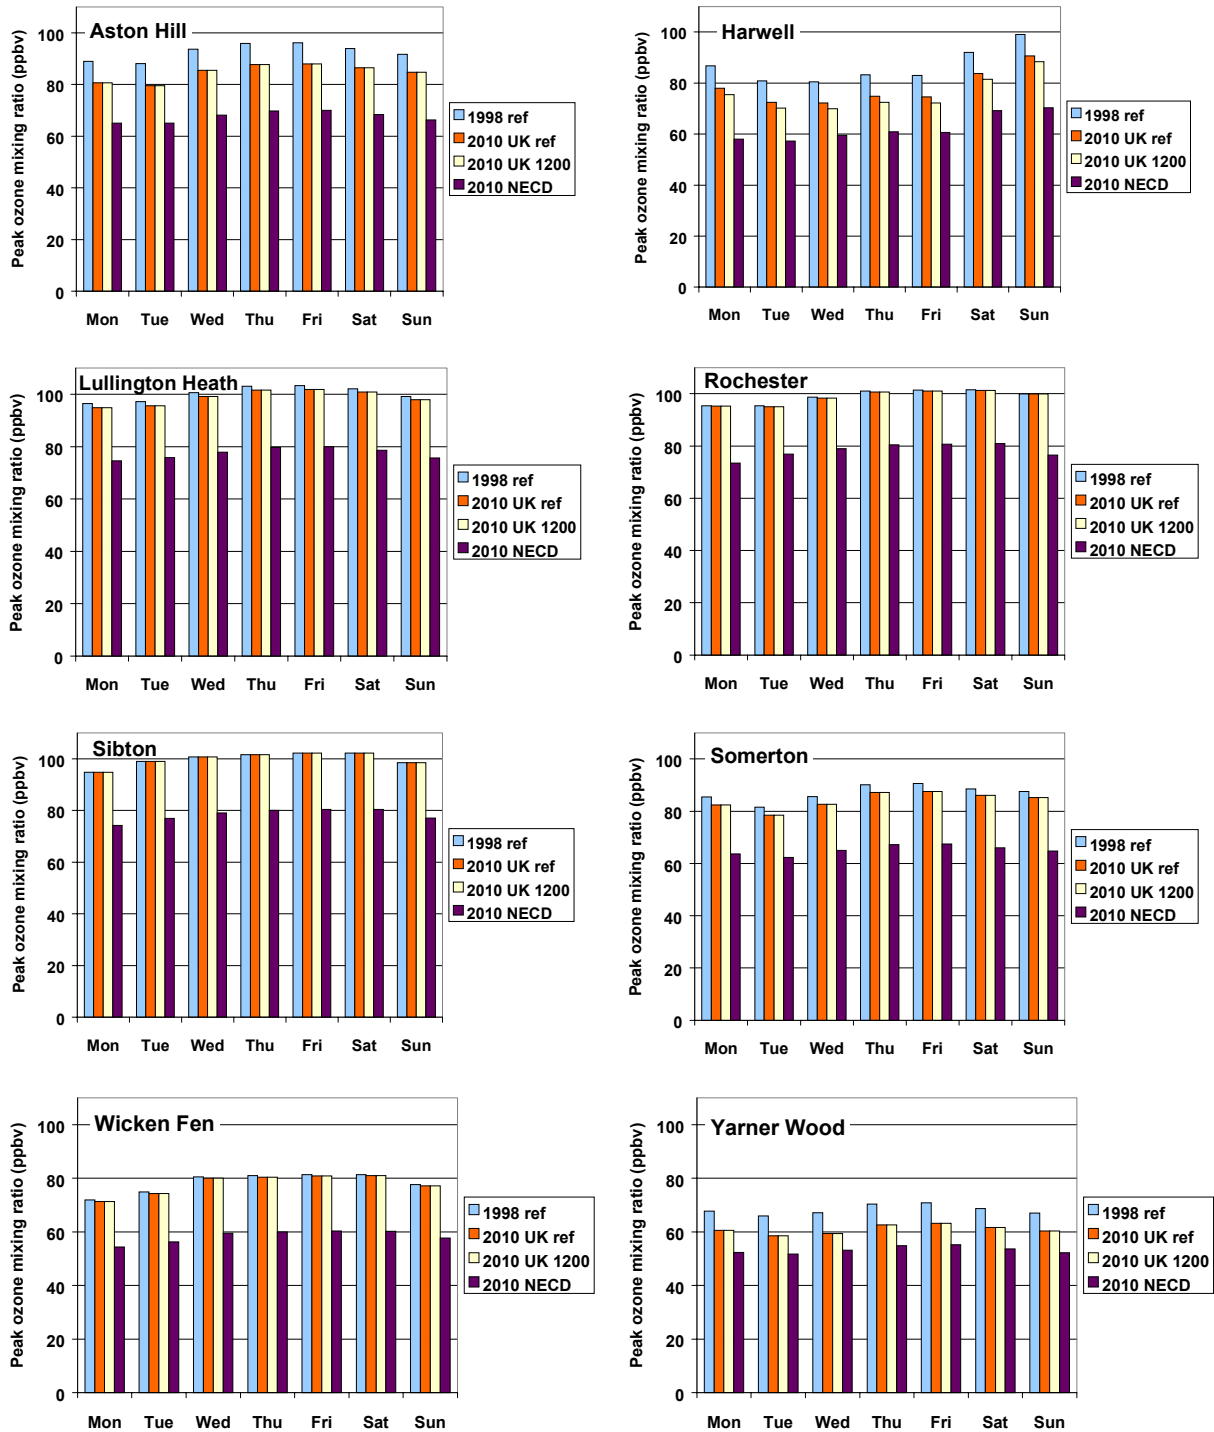 Aston Hill
Peak ozone mixing ratio (ppbv)
100
80
60
40
20
0
Mon Tue Wed Thu Fri Sat Sun
1998 ref
2010 UK ref
2010 UK 1200
2010 NECD
Harwell
Peak ozone mixing ratio (ppbv)
100
80
60
40
20
0
Mon Tue Wed Thu Fri Sat Sun
1998 ref
2010 UK ref
2010 UK 1200
2010 NECD
Lullington Heath
Peak ozone mixing ratio (ppbv)
100
80
60
40
20
0
Mon Tue Wed Thu Fri Sat Sun
1998 ref
2010 UK ref
2010 UK 1200
2010 NECD
Rochester
Peak ozone mixing ratio (ppbv)
100
80
60
40
20
0
Mon Tue Wed Thu Fri Sat Sun
1998 ref
2010 UK ref
2010 UK 1200
2010 NECD
Sibton
Peak ozone mixing ratio (ppbv)
100
80
60
40
20
0
Mon Tue Wed Thu Fri Sat Sun
1998 ref
2010 UK ref
2010 UK 1200
2010 NECD
Somerton
Peak ozone mixing ratio (ppbv)
100
80
60
40
20
0
Mon Tue Wed Thu Fri Sat Sun
1998 ref
2010 UK ref
2010 UK 1200
2010 NECD
Wicken Fen
Peak ozone mixing ratio (ppbv)
100
80
60
40
20
0
Mon Tue Wed Thu Fri Sat Sun
1998 ref
2010 UK ref
2010 UK 1200
2010 NECD
Yarner Wood
Peak ozone mixing ratio (ppbv)
100
80
60
40
20
0
Mon Tue Wed Thu Fri Sat Sun
1998 ref
2010 UK ref
2010 UK 1200
2010 NECD